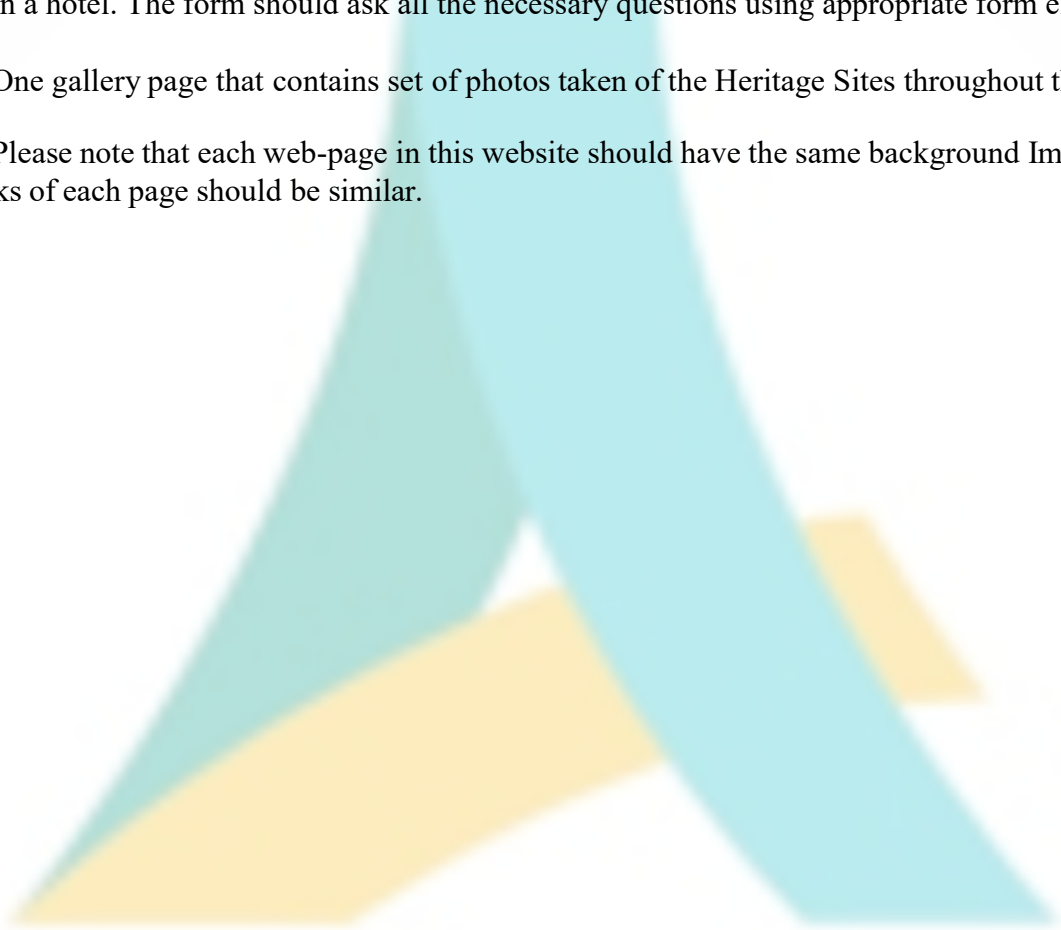 a hotel. The form should ask all the necessary questions using appropriate form
One gallery page that contains set of photos taken of the Heritage Sites throughout
Please note that each web-page in this website should have the same background
of each page should be similar.